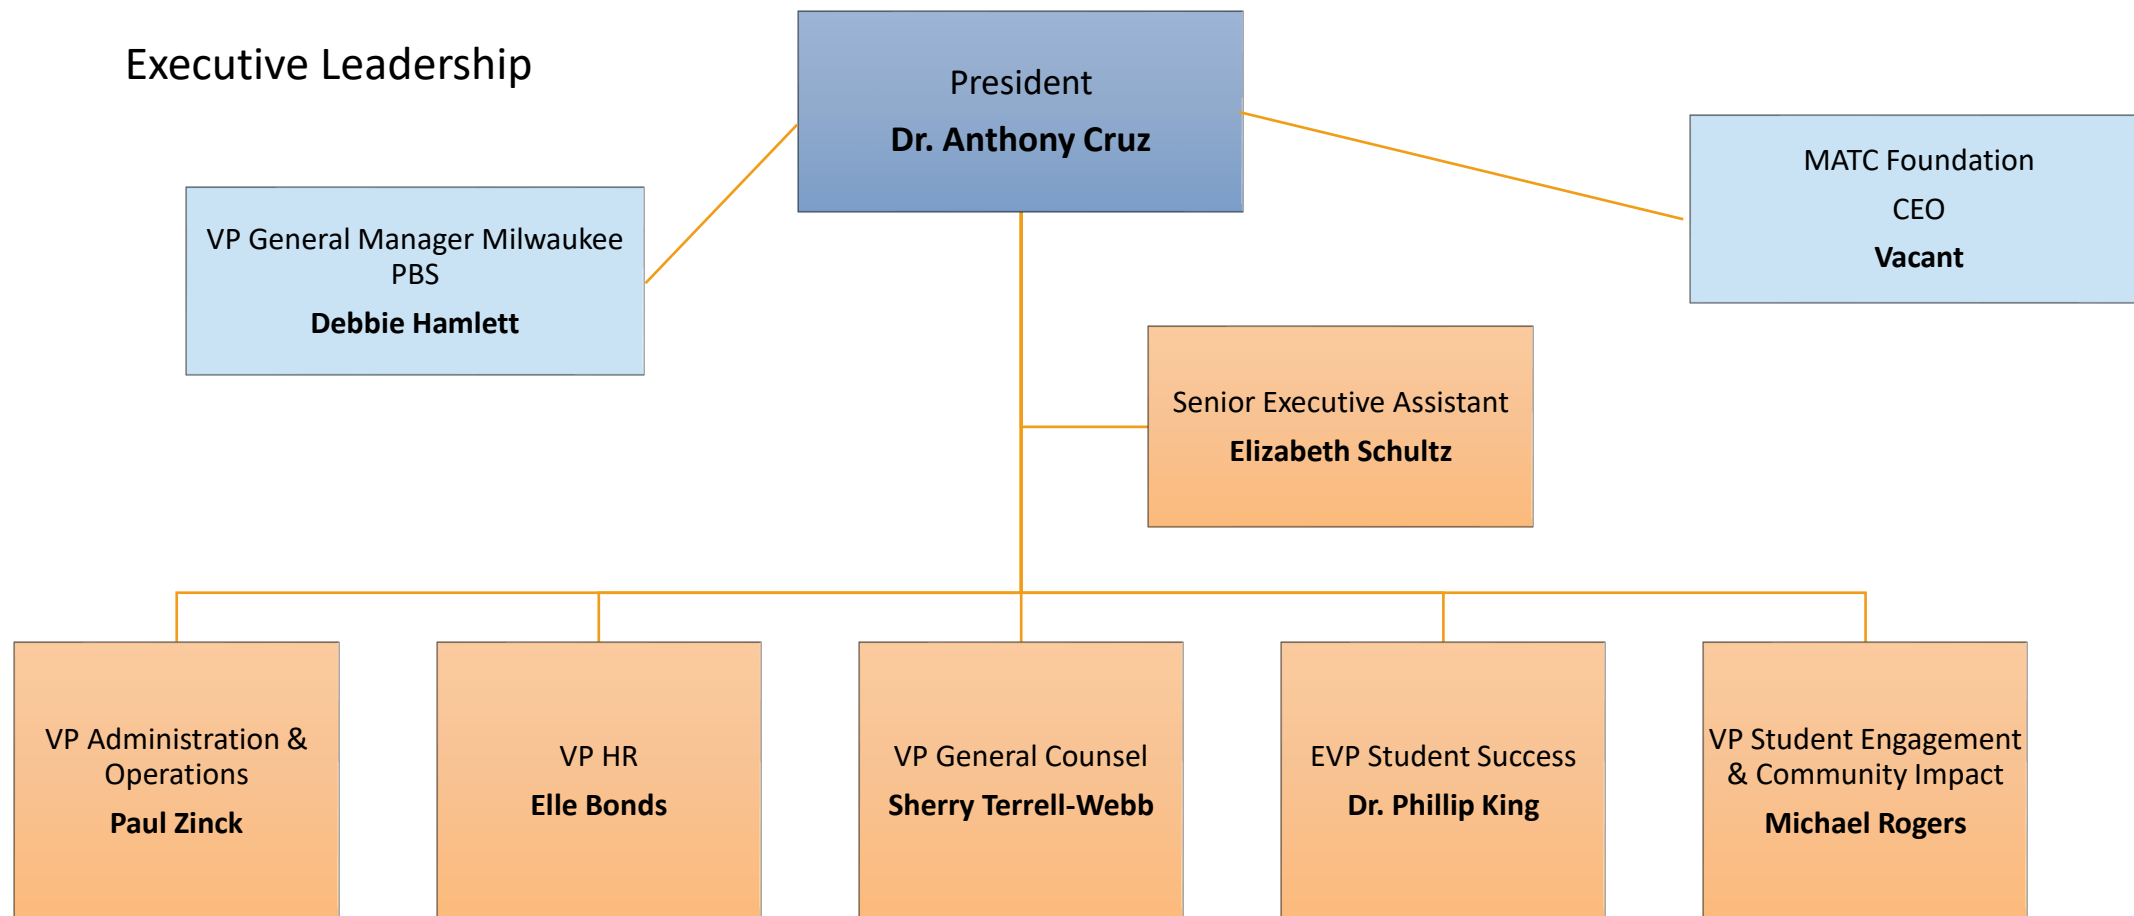 Executive Leadership
President
Dr. Anthony Cruz
VP General Manager Milwaukee
PBS
Debbie Hamlett
MATC Foundation
CEO
Vacant
Senior Executive Assistant
Elizabeth Schultz
VP Administration &
Operations
Paul Zinck
VP HR
Elle Bonds
VP General Counsel
Sherry Terrell-Webb
EVP Student Success
Dr. Phillip King
VP Student Engagement
& Community Impact
Michael Rogers